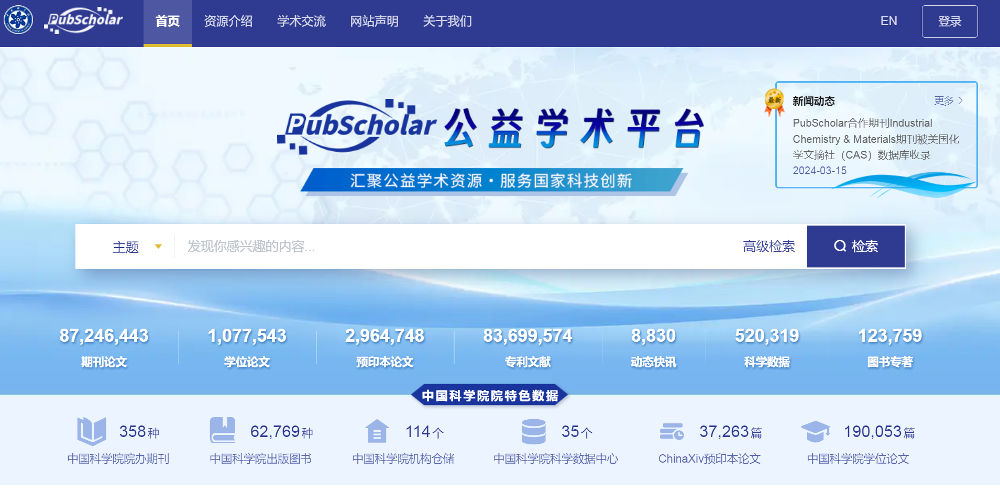 PubScholar
首页
资源介绍
学术交流
网站声明
关于我们
EN
登录
PubScholar 公益学术平台
汇聚公益学术资源·服务国家科技创新
最新
新闻动态
更多
PubScholar合作期刊Industrial
Chemistry & Materials期刊被美国化
学文摘社（CAS）数据库收录
2024-03-15
主题
发现你感兴趣的内容...
高级检索
检索
87,246,443
期刊论文
1,077,543
学位论文
2,964,748
预印本论文
83,699,574
专利文献
8,830
动态快讯
520,319
科学数据
123,759
图书专著
中国科学院院特色数据
358种
中国科学院院办期刊
62,769种
中国科学院出版图书
114个
中国科学院机构仓储
35个
中国科学院科学数据中心
37,263篇
ChinaXiv预印本论文
190,053篇
中国科学院学位论文